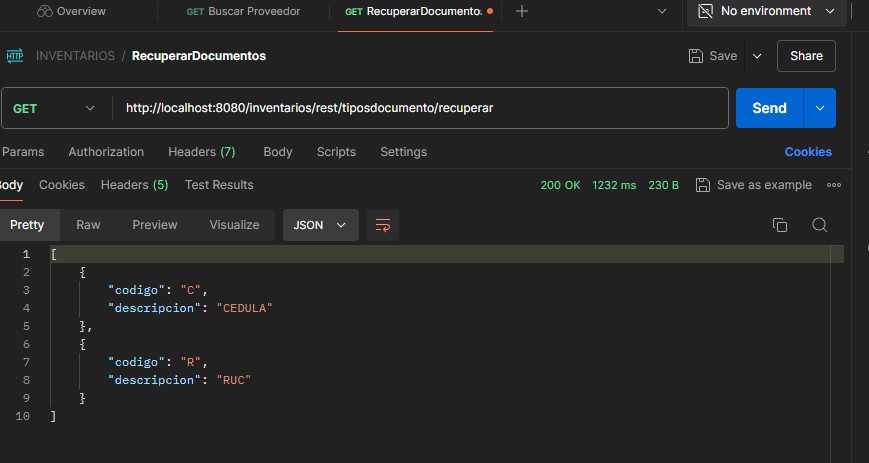 Overview GET Buscar Proveedor GET RecuperarDocumento: No environment
HTTP INVENTARIOS / RecuperarDocumentos Save Share
GET http://localhost:8080/inventarios/rest/tiposdocumento/recuperar Send
Params Authorization Headers (7) Body Scripts Settings Cookies
Body Cookies Headers (5) Test Results 200 OK 1232 ms 230 B Save as example
Pretty Raw Preview Visualize JSON
1 [
2 {
3 "codigo": "C",
4 "descripcion": "CEDULA"
5 },
6 {
7 "codigo": "R",
8 "descripcion": "RUC"
9 }
10 ]